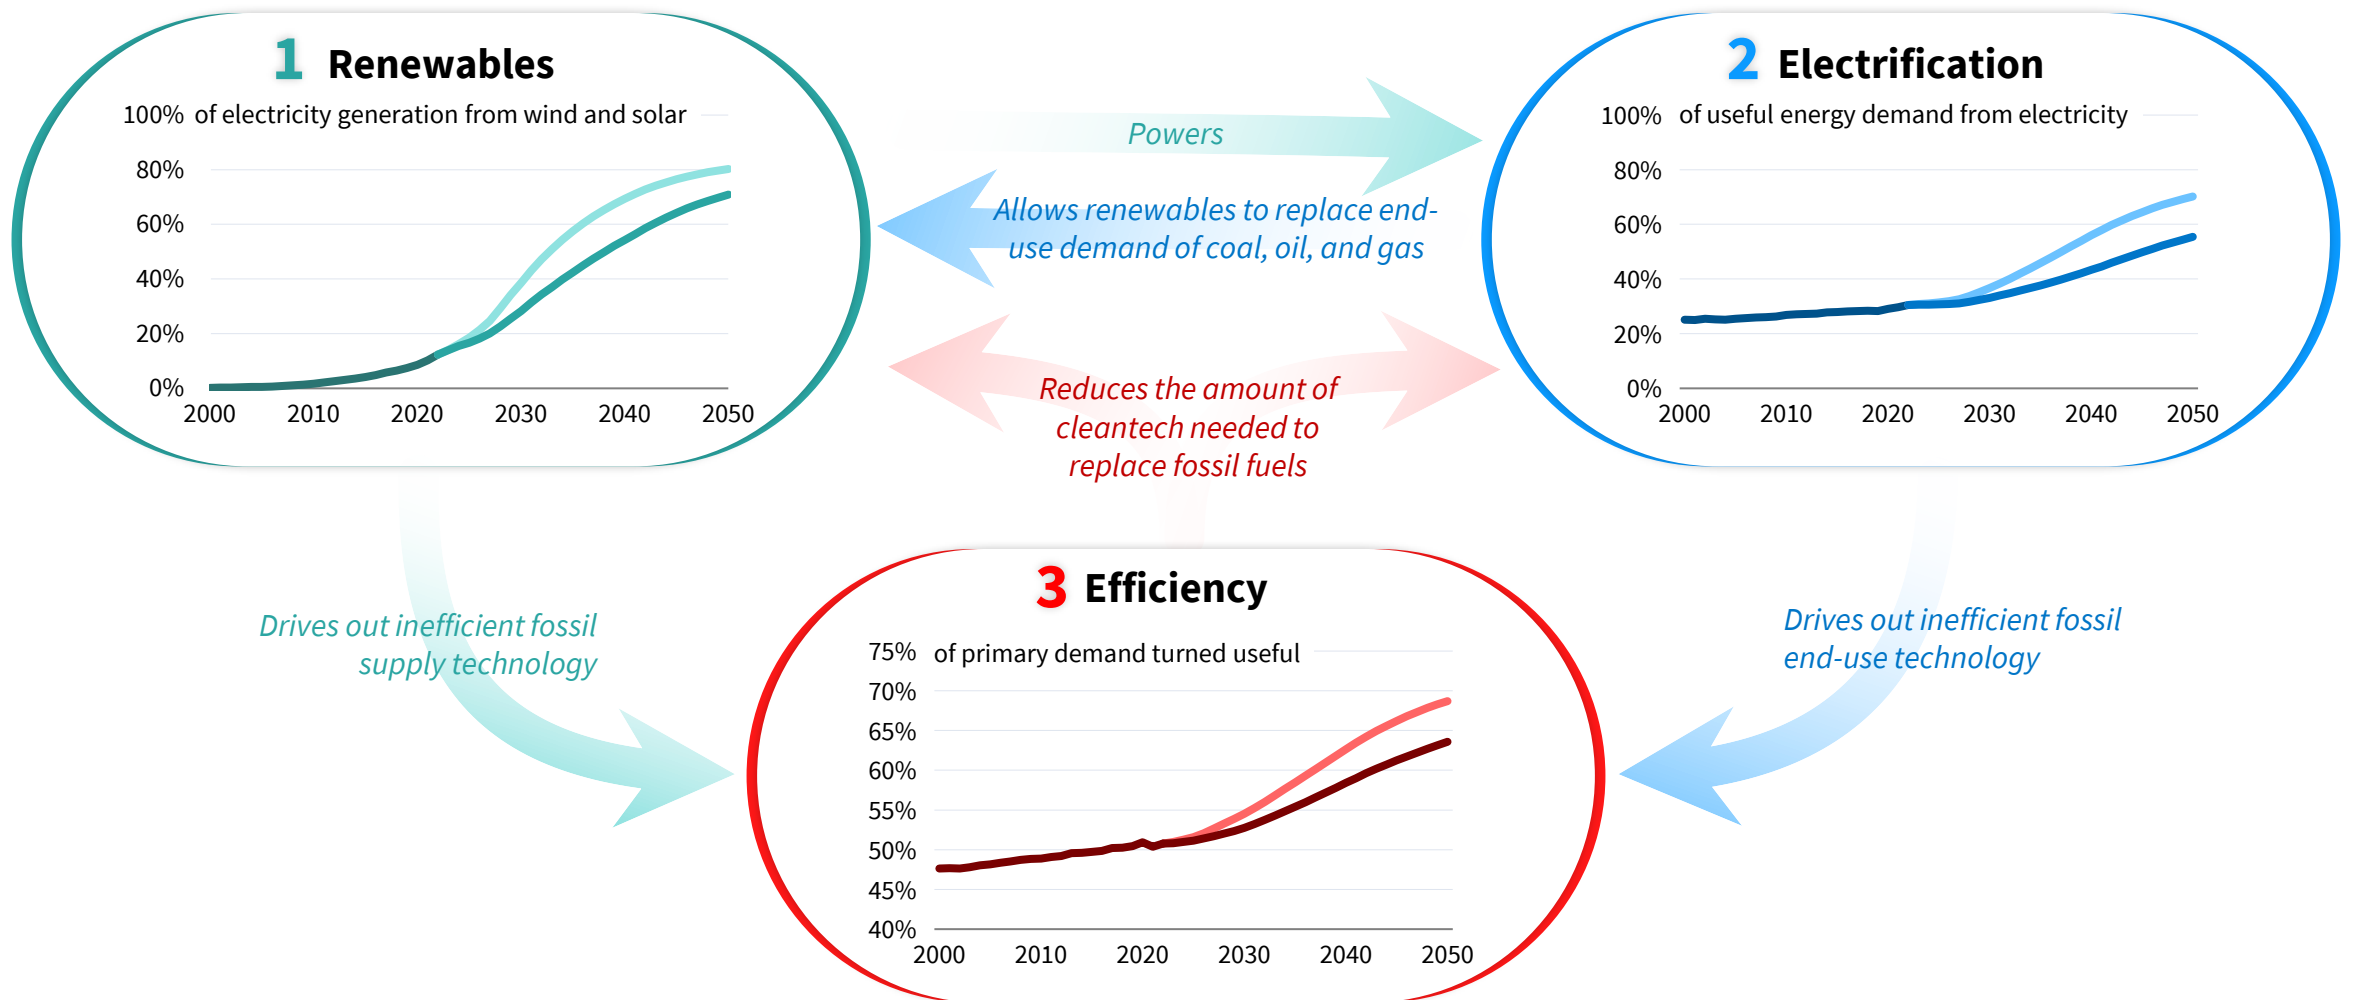 1 Renewables
100% of electricity generation from wind and solar
80%
60%
40%
20%
0%
2000 2010 2020 2030 2040 2050
Powers
Allows renewables to replace end-
use demand of coal, oil, and gas
2 Electrification
100% of useful energy demand from electricity
80%
60%
40%
20%
0%
2000 2010 2020 2030 2040 2050
Reduces the amount of
cleantech needed to
replace fossil fuels
Drives out inefficient fossil
supply technology
3 Efficiency
75% of primary demand turned useful
70%
65%
60%
55%
50%
45%
40%
2000 2010 2020 2030 2040 2050
Drives out inefficient fossil
end-use technology